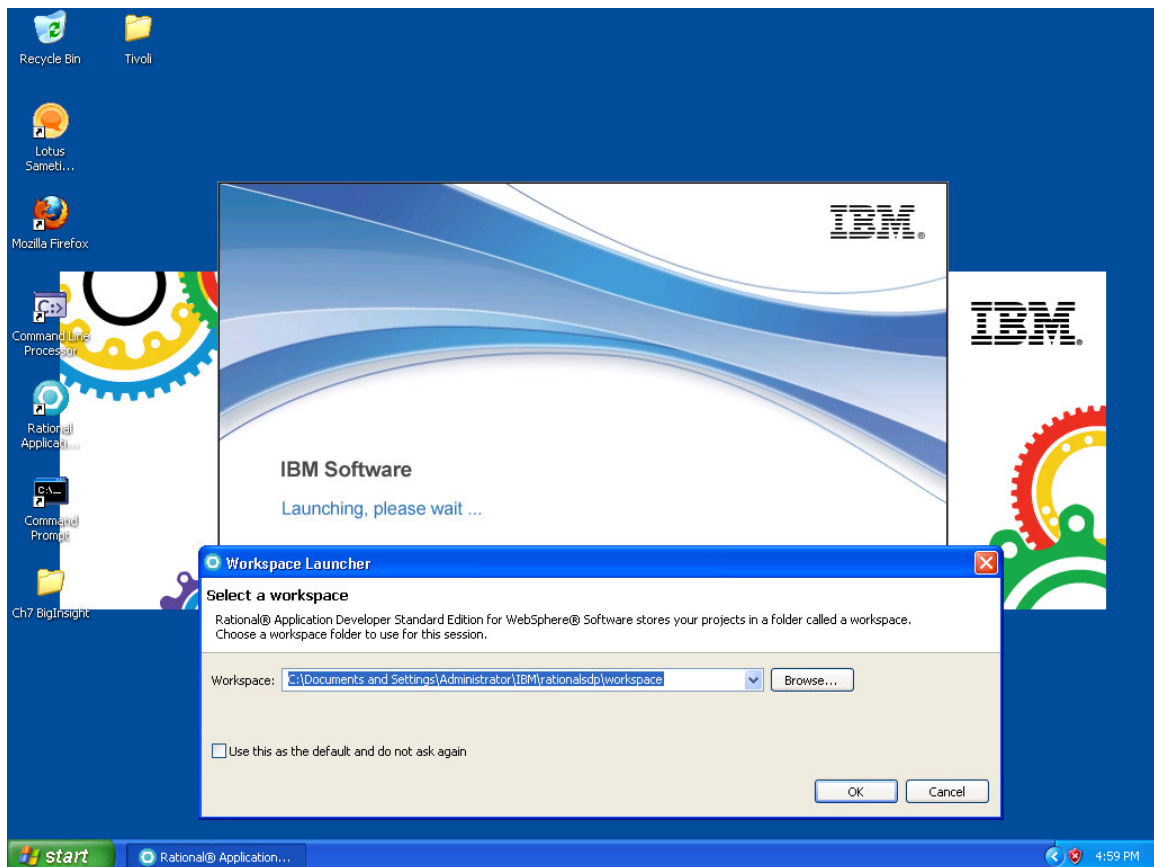 Recycle Bin
Tivoli
Lotus
Sameti...
Mozilla Firefox
Command Line
Processor
Rational
Applicati...
Command
Prompt
Ch7 BigInsight
IBM®
IBM®
IBM Software
Launching, please wait ...
Workspace Launcher
Select a workspace
Rational® Application Developer Standard Edition for WebSphere® Software stores your projects in a folder called a workspace.
Choose a workspace folder to use for this session.
Workspace: C:\Documents and Settings\Administrator\IBM\rationalsdp\workspace Browse...
Use this as the default and do not ask again
OK Cancel
start Rational® Application... 4:59 PM